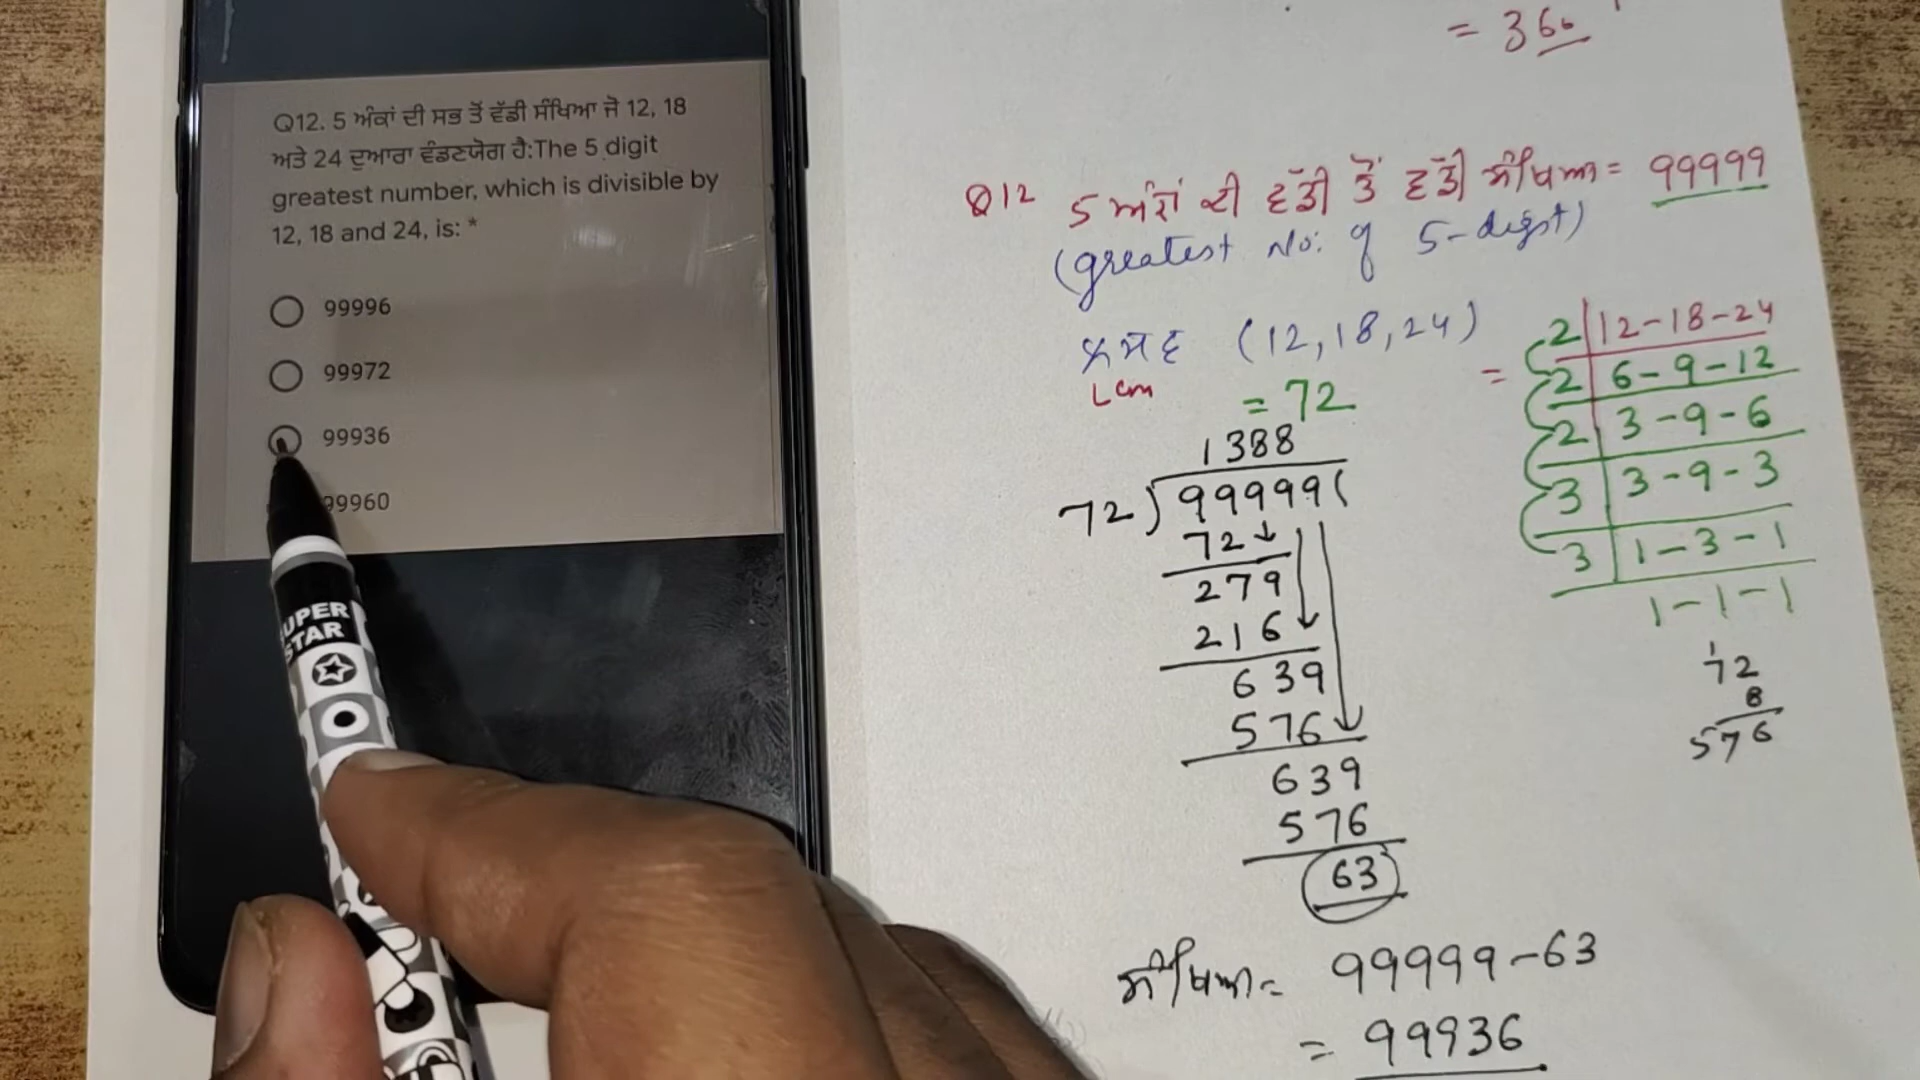 Q12. 5 ਅੰਕਾਂ ਦੀ ਸਭ ਤੋਂ ਵੱਡੀ ਸੰਖਿਆ ਜੋ 12, 18
ਅਤੇ 24 ਦੁਆਰਾ ਵੰਡਣਯੋਗ ਹੈ:The 5 digit
greatest number, which is divisible by
12, 18 and 24, is: *
99996
99972
99936
99960
SUPER
STAR
= 366
Q12 5 ਅੰਕਾਂ ਦੀ ਵੱਡੀ ਤੋਂ ਵੱਡੀ ਸੰਖਿਆ = 99999
(greatest No: of 5-digit)
ਲ ਸ ਵ (12,18,24)
Lcm
= 72
= 2 | 12-18-24
2 | 6-9-12
2 | 3-9-6
3 | 3-9-3
3 | 1-3-1
1-1-1
1388
72)99999(
72
279
216
639
576
639
576
63
1
72
8
576
ਸੰਖਿਆ = 99999-63
= 99936